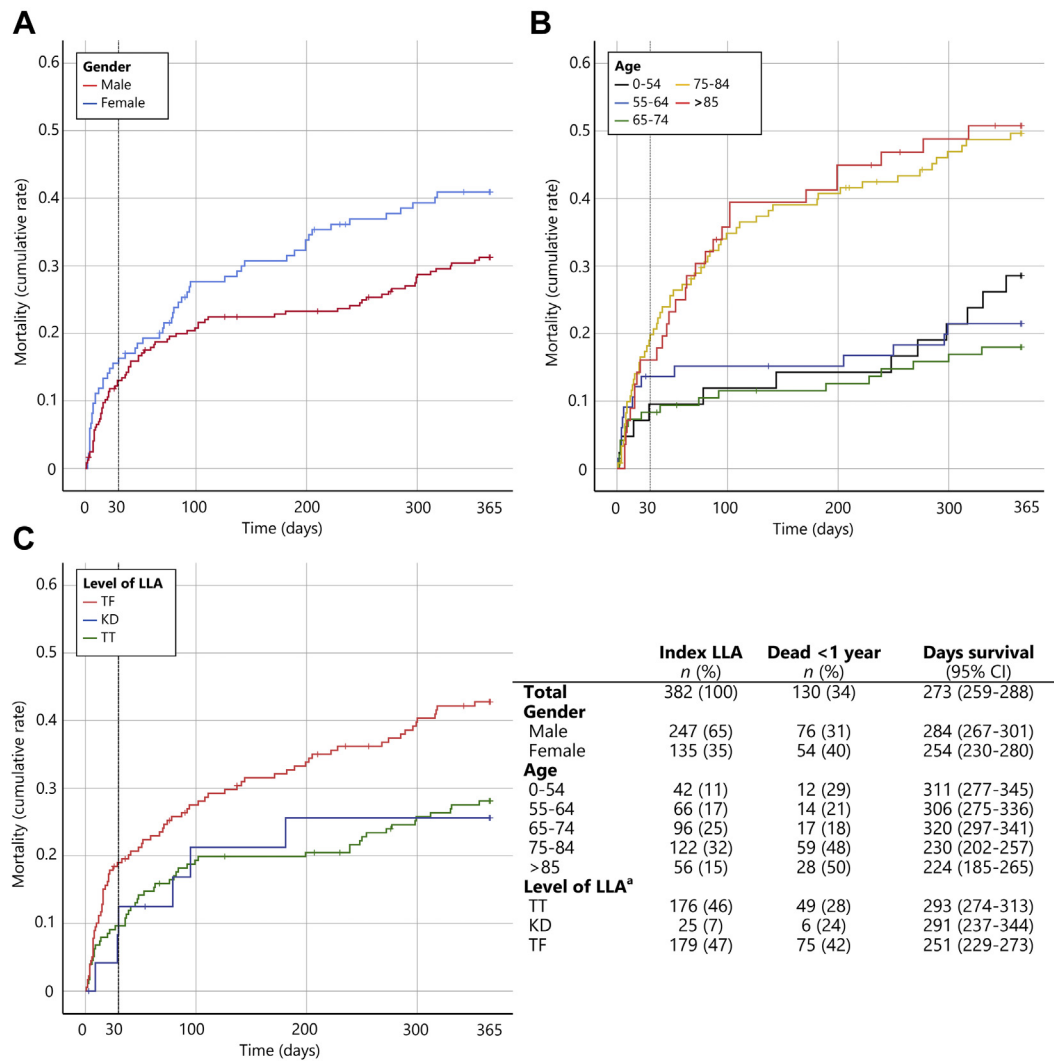 A
Mortality (cumulative rate)
0.6
0.5
0.4
0.3
0.2
0.1
0
Gender
Male
Female
0 30 100 200 300 365
Time (days)
B
Mortality (cumulative rate)
0.6
0.5
0.4
0.3
0.2
0.1
0
Age
0-54 75-84
55-64 >85
65-74
0 30 100 200 300 365
Time (days)
C
Mortality (cumulative rate)
0.6
0.5
0.4
0.3
0.2
0.1
0
Level of LLA
TF
KD
TT
0 30 100 200 300 365
Time (days)
Index LLA Dead <1 year Days survival
n (%) n (%) (95% CI)
Total 382 (100) 130 (34) 273 (259-288)
Gender
Male 247 (65) 76 (31) 284 (267-301)
Female 135 (35) 54 (40) 254 (230-280)
Age
0-54 42 (11) 12 (29) 311 (277-345)
55-64 66 (17) 14 (21) 306 (275-336)
65-74 96 (25) 17 (18) 320 (297-341)
75-84 122 (32) 59 (48) 230 (202-257)
>85 56 (15) 28 (50) 224 (185-265)
Level of LLAᵃ
TT 176 (46) 49 (28) 293 (274-313)
KD 25 (7) 6 (24) 291 (237-344)
TF 179 (47) 75 (42) 251 (229-273)